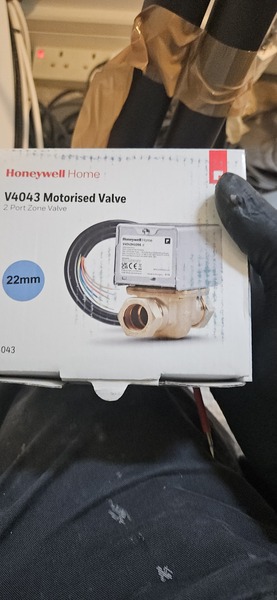 Honeywell Home
V4043 Motorised Valve
2 Port Zone Valve
Honeywell Home
22mm
043